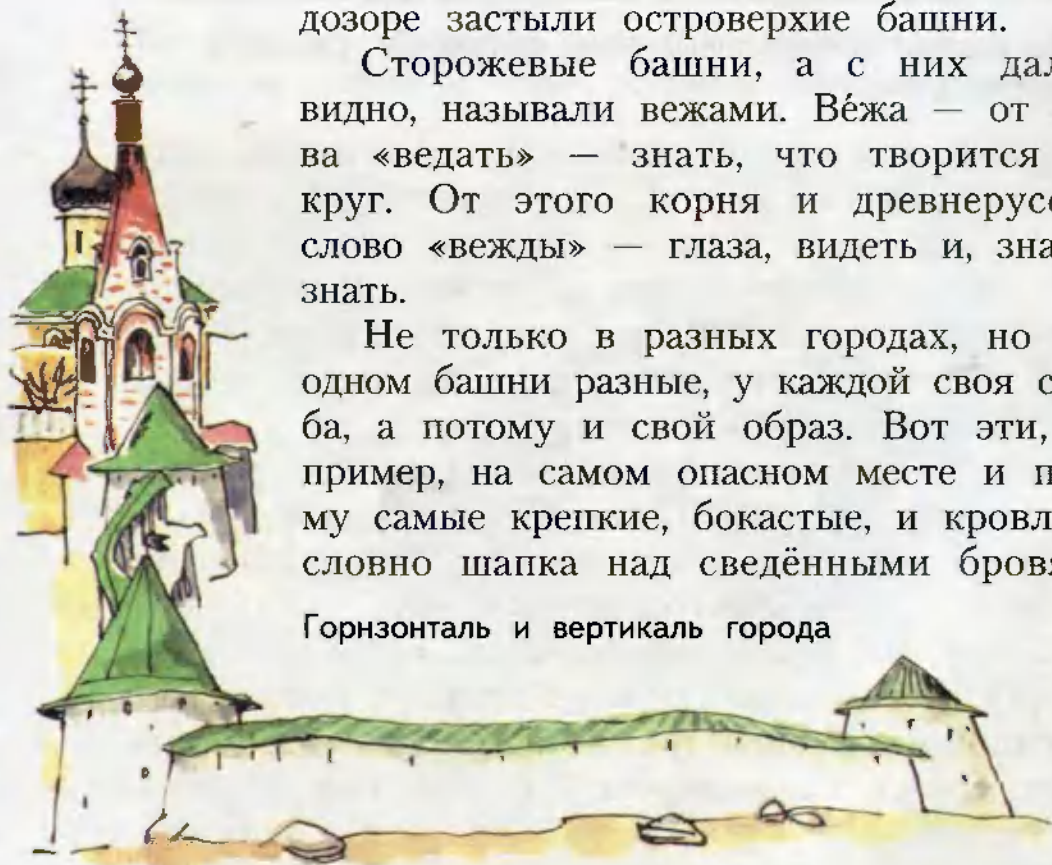 дозоре застыли островерхие башни.
Сторожевые башни, а с них дал
видно, называли вежами. Ве́жа — от
ва «ведать» — знать, что творится
круг. От этого корня и древнерусс
слово «вежды» — глаза, видеть и, зна
знать.
Не только в разных городах, но
одном башни разные, у каждой своя с
ба, а потому и свой образ. Вот эти,
пример, на самом опасном месте и п
му самые крепкие, бокастые, и кровл
словно шапка над сведёнными бров
Горнзонталь и вертикаль города